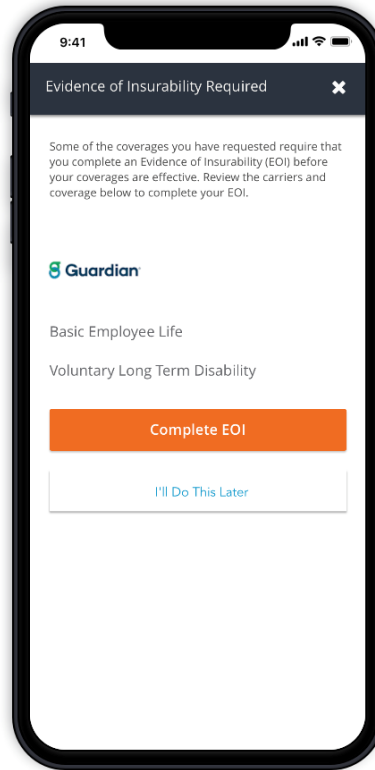 9:41
Evidence of Insurability Required
Some of the coverages you have requested require that
you complete an Evidence of Insurability (EOI) before
your coverages are effective. Review the carriers and
coverage below to complete your EOI.
Guardian
Basic Employee Life
Voluntary Long Term Disability
Complete EOI
I'll Do This Later